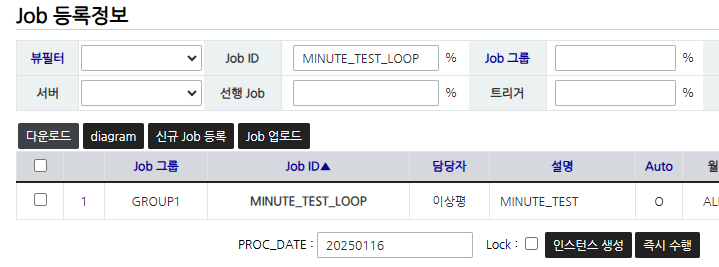 Job 등록정보
뷰필터 Job ID MINUTE_TEST_LOOP % Job 그룹 %
서버 선행 Job % 트리거 %
다운로드 diagram 신규 Job 등록 Job 업로드
Job 그룹 Job ID▲ 담당자 설명 Auto 월
1 GROUP1 MINUTE_TEST_LOOP 이상평 MINUTE_TEST O
PROC_DATE : 20250116 Lock : 인스턴스 생성 즉시 수행